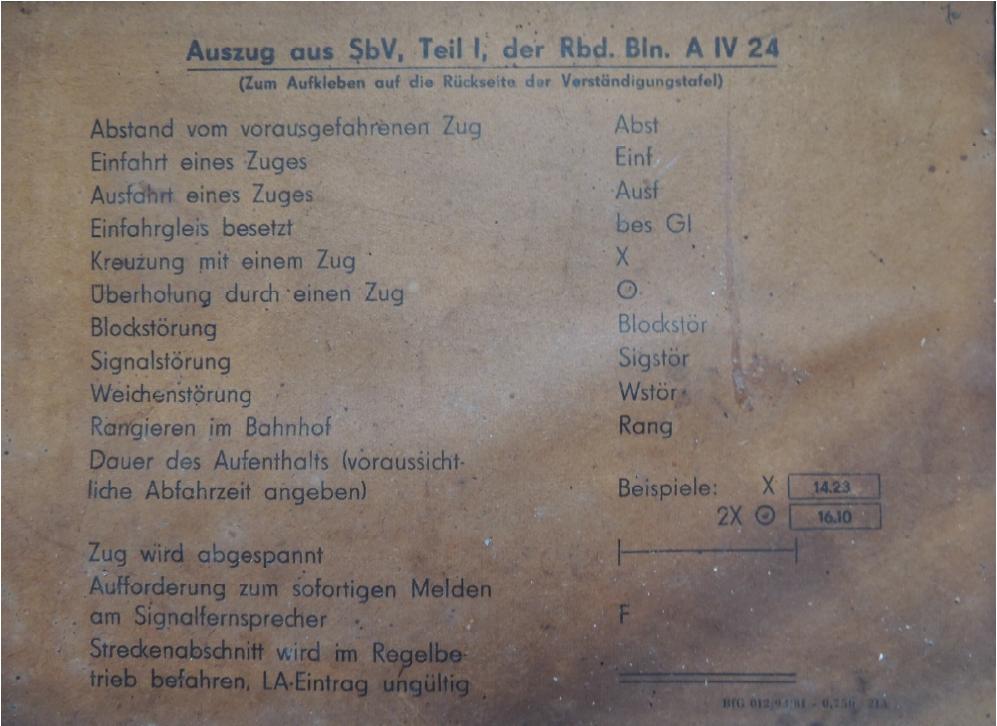 Auszug aus SbV, Teil I, der Rbd. Bln. A IV 24
(Zum Aufkleben auf die Rückseite der Verständigungstafel)
Abstand vom vorausgefahrenen Zug Abst
Einfahrt eines Zuges Einf
Ausfahrt eines Zuges Ausf
Einfahrgleis besetzt bes Gl
Kreuzung mit einem Zug X
Überholung durch einen Zug ⊙
Blockstörung Blockstör
Signalstörung Sigstör
Weichenstörung Wstör
Rangieren im Bahnhof Rang
Dauer des Aufenthalts (voraussicht-
liche Abfahrzeit angeben) Beispiele: X 14.23
2X ⊙ 16.10
Zug wird abgespannt
Aufforderung zum sofortigen Melden
am Signalfernsprecher F
Streckenabschnitt wird im Regelbe-
trieb befahren, LA-Eintrag ungültig
BfG 012